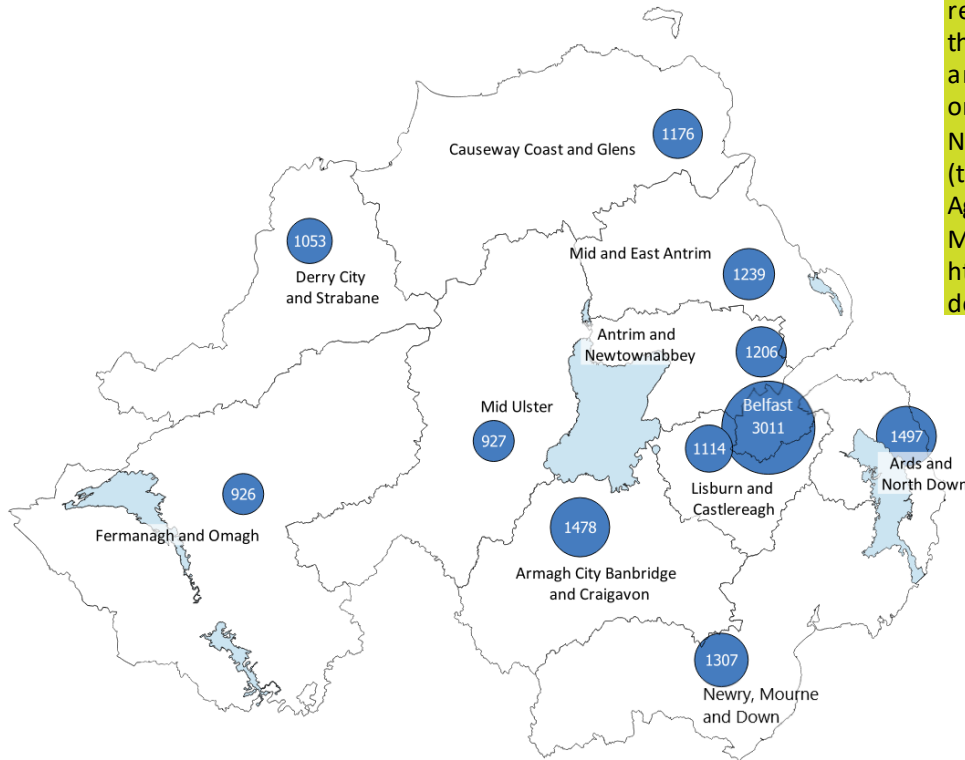 1176
Causeway Coast and Glens
1053
Derry City
and Strabane
Mid and East Antrim
1239
Antrim and
Newtownabbey
1206
Belfast
3011
Mid Ulster
927
1114
Lisburn and
Castlereagh
1497
Ards and
North Down
926
Fermanagh and Omagh
1478
Armagh City Banbridge
and Craigavon
1307
Newry, Mourne
and Down